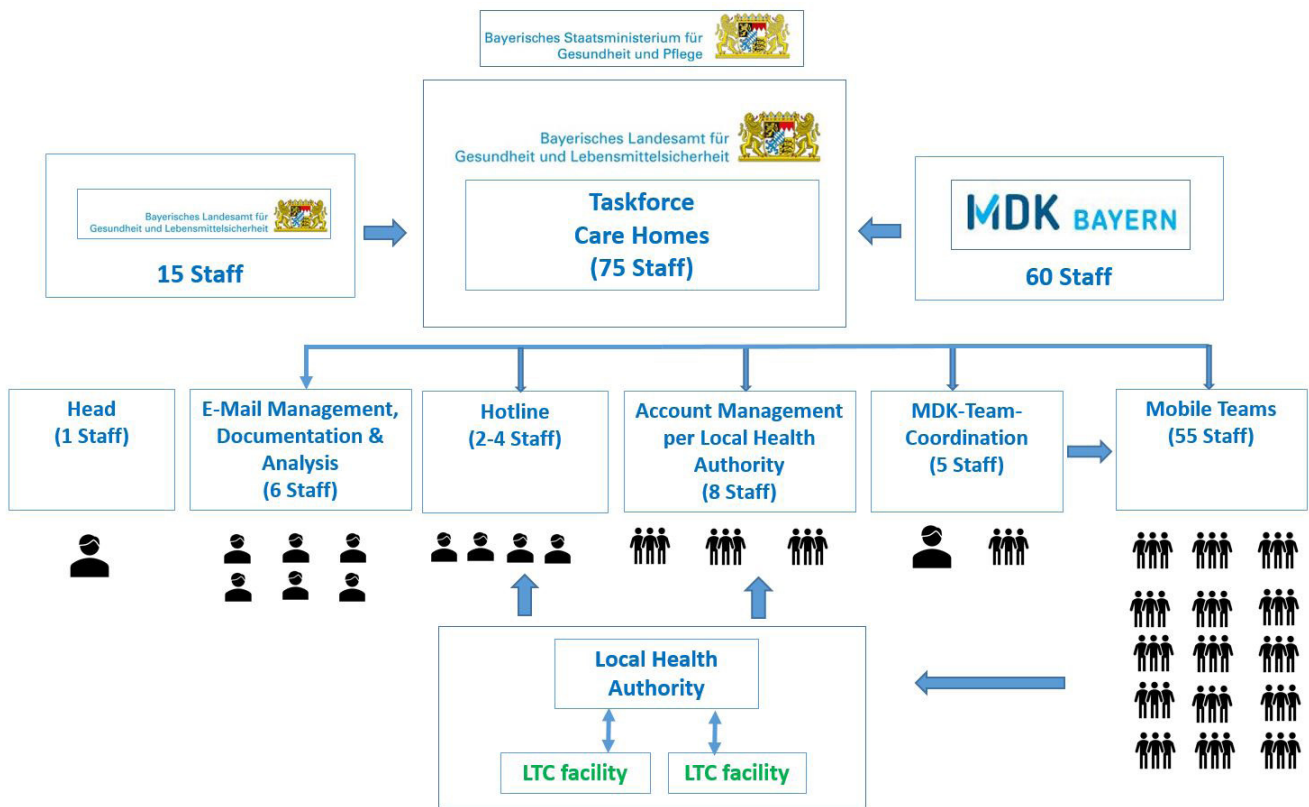 Bayerisches Staatsministerium für
Gesundheit und Pflege
Bayerisches Landesamt für
Gesundheit und Lebensmittelsicherheit
Taskforce
Care Homes
(75 Staff)
Bayerisches Landesamt für
Gesundheit und Lebensmittelsicherheit
15 Staff
MDK BAYERN
60 Staff
Head
(1 Staff)
E-Mail Management,
Documentation &
Analysis
(6 Staff)
Hotline
(2-4 Staff)
Account Management
per Local Health
Authority
(8 Staff)
MDK-Team-
Coordination
(5 Staff)
Mobile Teams
(55 Staff)
Local Health
Authority
LTC facility
LTC facility